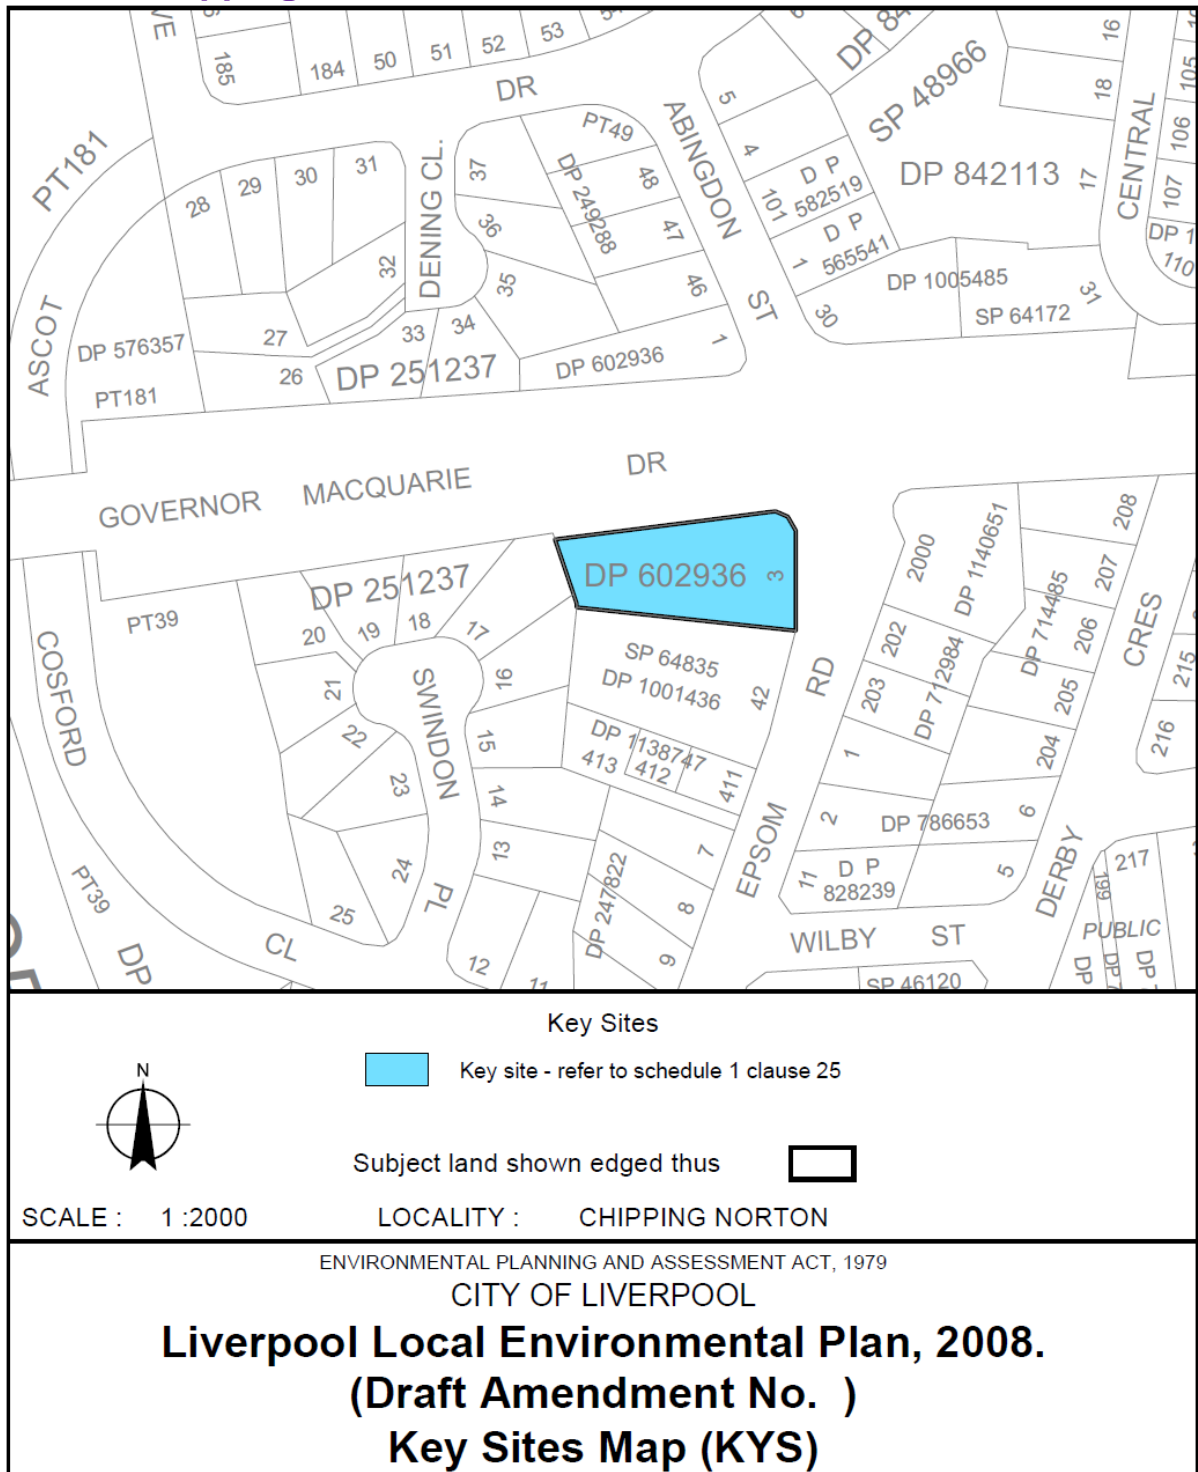 VE
185
184
50
51
52
53
DR
PT181
28
29
30
31
DENING CL.
37
36
35
32
33
34
27
26
DP 576357
PT181
ASCOT
DP 251237
PT49
DP 249288
48
47
46
1
DP 602936
ABINGDON
ST
5
4
101
D P
582519
1
D P
565541
30
SP 48966
DP 842113
17
16
18
CENTRAL
105
106
107
110
DP 1005485
SP 64172
31
GOVERNOR MACQUARIE DR
DP 602936
3
DP 251237
PT39
COSFORD
CL
20
19
18
17
16
15
14
13
12
21
22
23
24
25
SWINDON
PL
PT39
DP
SP 64835
DP 1001436
42
DP 1138747
413
412
411
DP 247822
7
8
9
EPSOM
RD
2000
DP 1140651
202
203
DP 712984
DP 714485
208
207
206
205
204
1
2
DP 786653
6
11
D P
828239
5
WILBY ST
SP 46120
DERBY
CRES
215
216
217
199
PUBLIC
DP
Key Sites
Key site - refer to schedule 1 clause 25
N
Subject land shown edged thus
SCALE : 1 :2000 LOCALITY : CHIPPING NORTON
ENVIRONMENTAL PLANNING AND ASSESSMENT ACT, 1979
CITY OF LIVERPOOL
Liverpool Local Environmental Plan, 2008.
(Draft Amendment No. )
Key Sites Map (KYS)